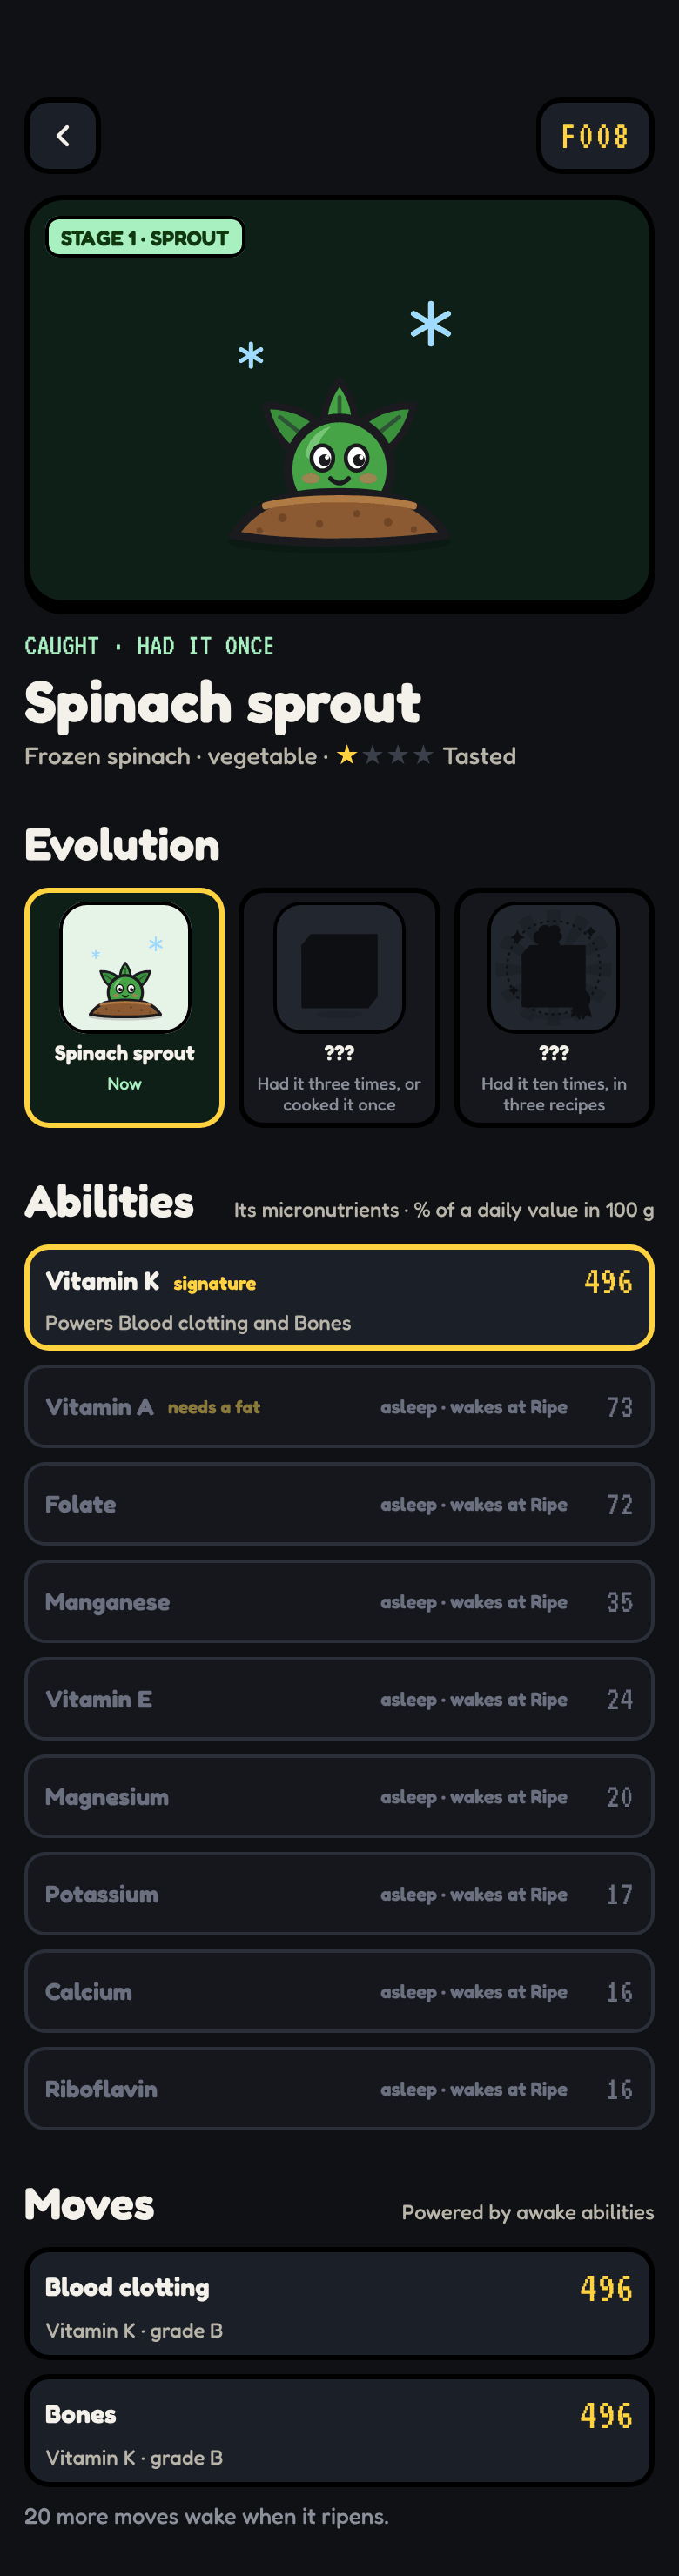 F008
STAGE 1 · SPROUT
CAUGHT · HAD IT ONCE
Spinach sprout
Frozen spinach · vegetable · ★★★★ Tasted
Evolution
Spinach sprout
Now
???
Had it three times, or
cooked it once
???
Had it ten times, in
three recipes
Abilities Its micronutrients · % of a daily value in 100 g
Vitamin K signature 496
Powers Blood clotting and Bones
Vitamin A needs a fat asleep · wakes at Ripe 73
Folate asleep · wakes at Ripe 72
Manganese asleep · wakes at Ripe 35
Vitamin E asleep · wakes at Ripe 24
Magnesium asleep · wakes at Ripe 20
Potassium asleep · wakes at Ripe 17
Calcium asleep · wakes at Ripe 16
Riboflavin asleep · wakes at Ripe 16
Moves Powered by awake abilities
Blood clotting 496
Vitamin K · grade B
Bones 496
Vitamin K · grade B
20 more moves wake when it ripens.